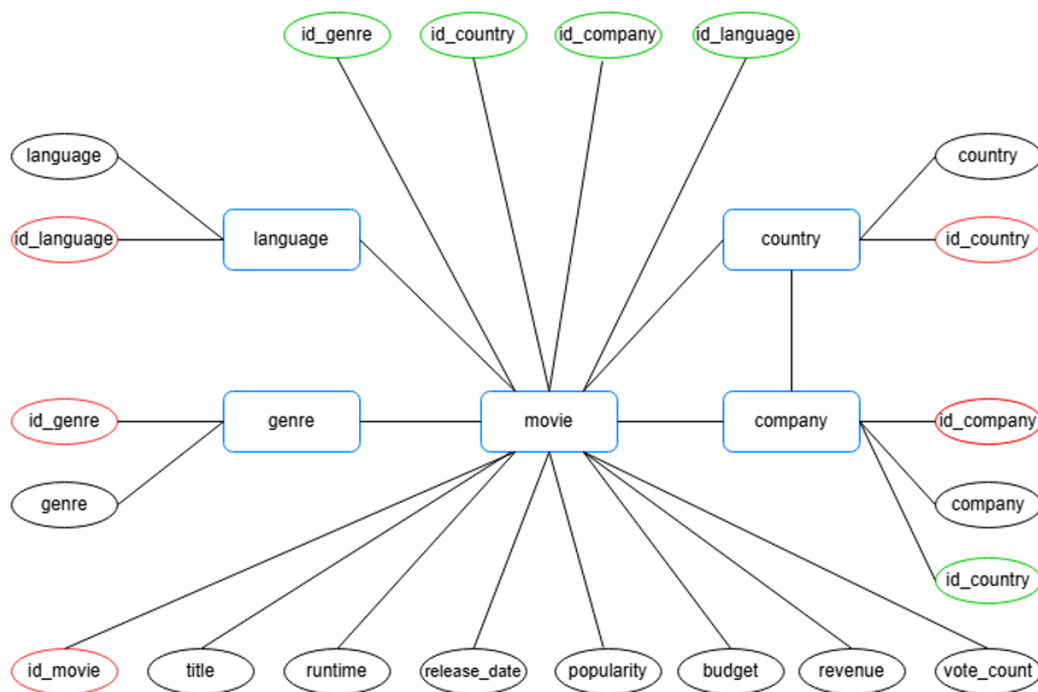 id_genre
id_country
id_company
id_language
language
country
id_language
language
country
id_country
id_genre
genre
movie
company
id_company
genre
company
id_country
id_movie
title
runtime
release_date
popularity
budget
revenue
vote_count